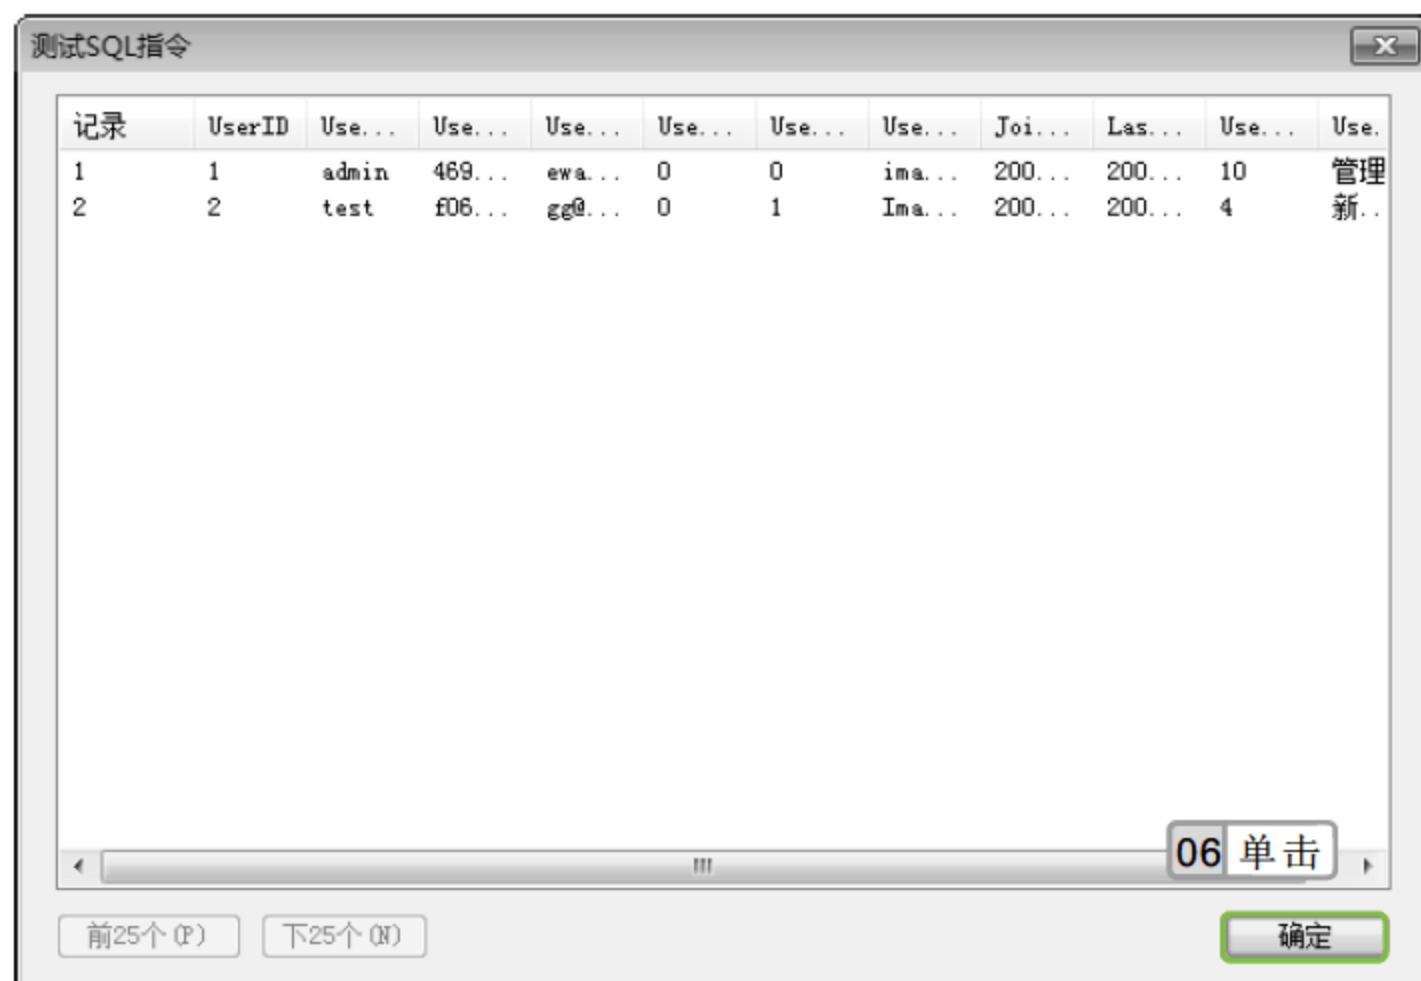 测试SQL指令
记录 UserID Use... Use... Use... Use... Use... Use... Joi... Las... Use... Use.
1 1 admin 469... ewa... 0 0 ima... 200... 200... 10 管理
2 2 test f06... gg@... 0 1 Ima... 200... 200... 4 新..
06 单击
前25个(P) 下25个(N) 确定